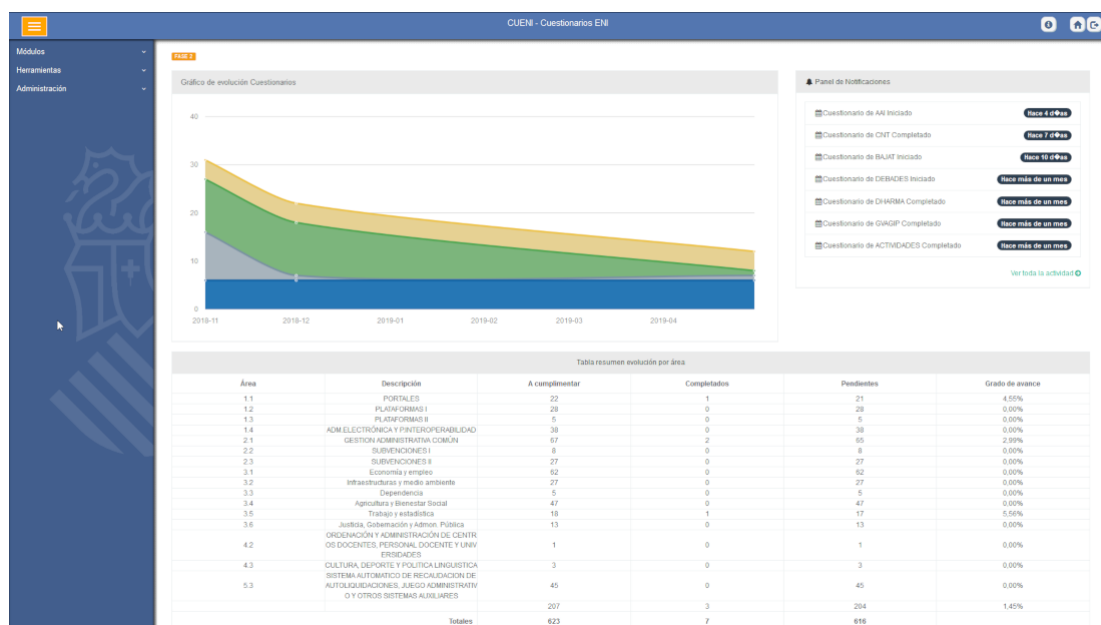 CUENI - Cuestionarios ENI
Módulos
Herramientas
Administración
FASE 2
Gráfico de evolución Cuestionarios
40
30
20
10
0
2018-11 2018-12 2019-01 2019-02 2019-03 2019-04
Panel de Notificaciones
Cuestionario de AAI Iniciado Hace 4 d�as
Cuestionario de CNT Completado Hace 7 d�as
Cuestionario de BAJAT Iniciado Hace 10 d�as
Cuestionario de DEBADES Iniciado Hace más de un mes
Cuestionario de DHARMA Completado Hace más de un mes
Cuestionario de GVAGIP Completado Hace más de un mes
Cuestionario de ACTIVIDADES Completado Hace más de un mes
Ver toda la actividad
Tabla resumen evolución por área
Área Descripción A cumplimentar Completados Pendientes Grado de avance
1.1 PORTALES 22 1 21 4,55%
1.2 PLATAFORMAS I 28 0 28 0,00%
1.3 PLATAFORMAS II 5 0 5 0,00%
1.4 ADM.ELECTRÓNICA Y P.INTEROPERABILIDAD 38 0 38 0,00%
2.1 GESTION ADMINISTRATIVA COMÚN 67 2 65 2,99%
2.2 SUBVENCIONES I 8 0 8 0,00%
2.3 SUBVENCIONES II 27 0 27 0,00%
3.1 Economía y empleo 62 0 62 0,00%
3.2 Infraestructuras y medio ambiente 27 0 27 0,00%
3.3 Dependencia 5 0 5 0,00%
3.4 Agricultura y Bienestar Social 47 0 47 0,00%
3.5 Trabajo y estadística 18 1 17 5,56%
3.6 Justicia, Gobernación y Admon. Pública 13 0 13 0,00%
ORDENACIÓN Y ADMINISTRACIÓN DE CENTR
4.2 OS DOCENTES, PERSONAL DOCENTE Y UNIV 1 0 1 0,00%
ERSIDADES
4.3 CULTURA, DEPORTE Y POLITICA LINGUISTICA 3 0 3 0,00%
SISTEMA AUTOMATICO DE RECAUDACION DE
5.3 AUTOLIQUIDACIONES, JUEGO ADMINISTRATIV 45 0 45 0,00%
O Y OTROS SISTEMAS AUXILIARES
207 3 204 1,45%
Totales 623 7 616